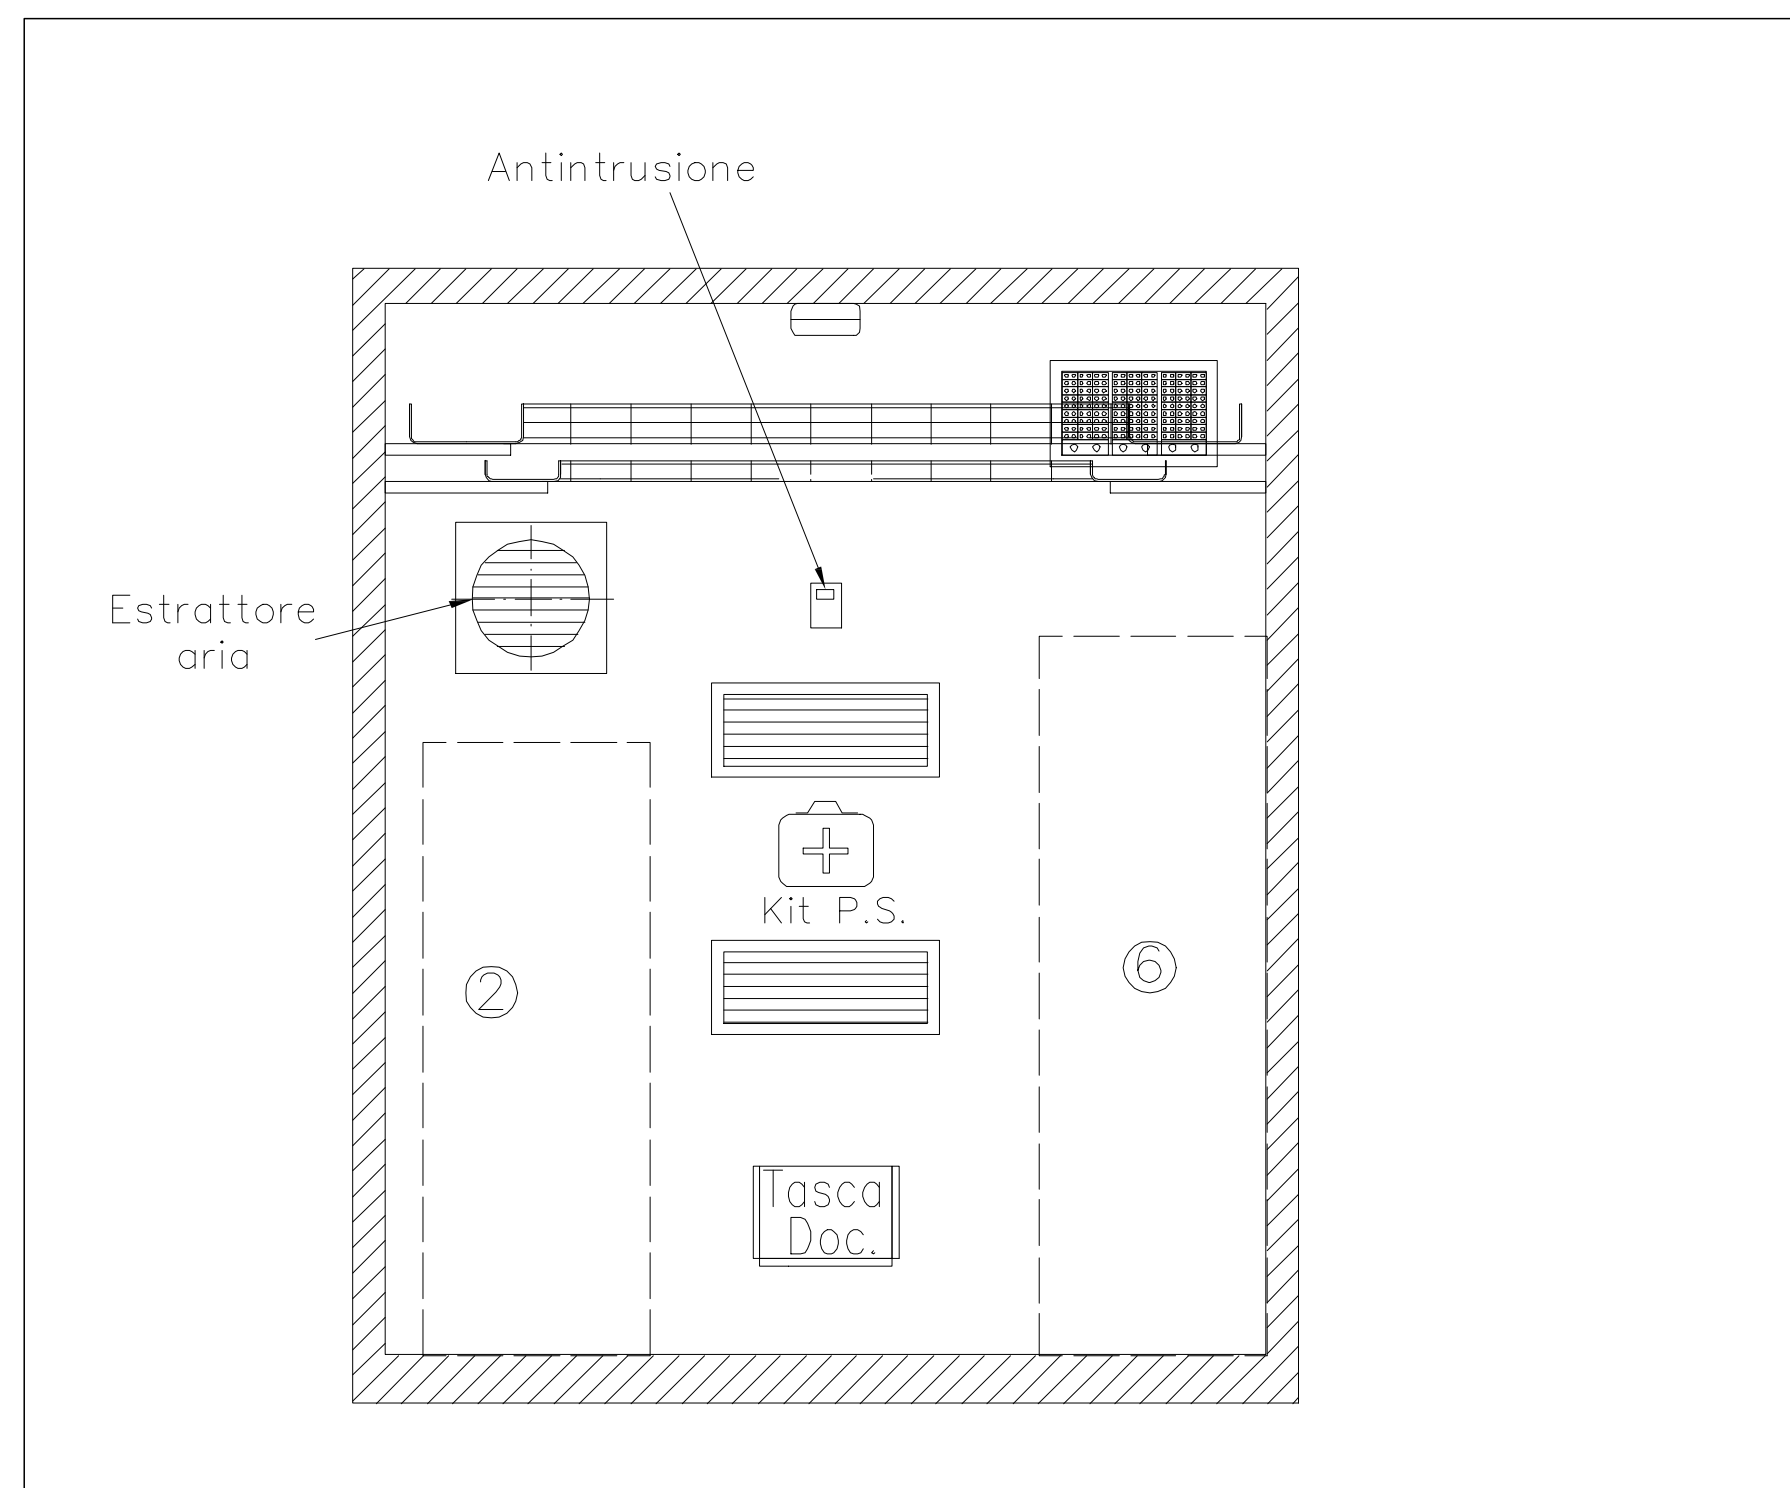 Antintrusione
Estrattore
aria
Kit P.S.
6
2
Tasca
Doc.